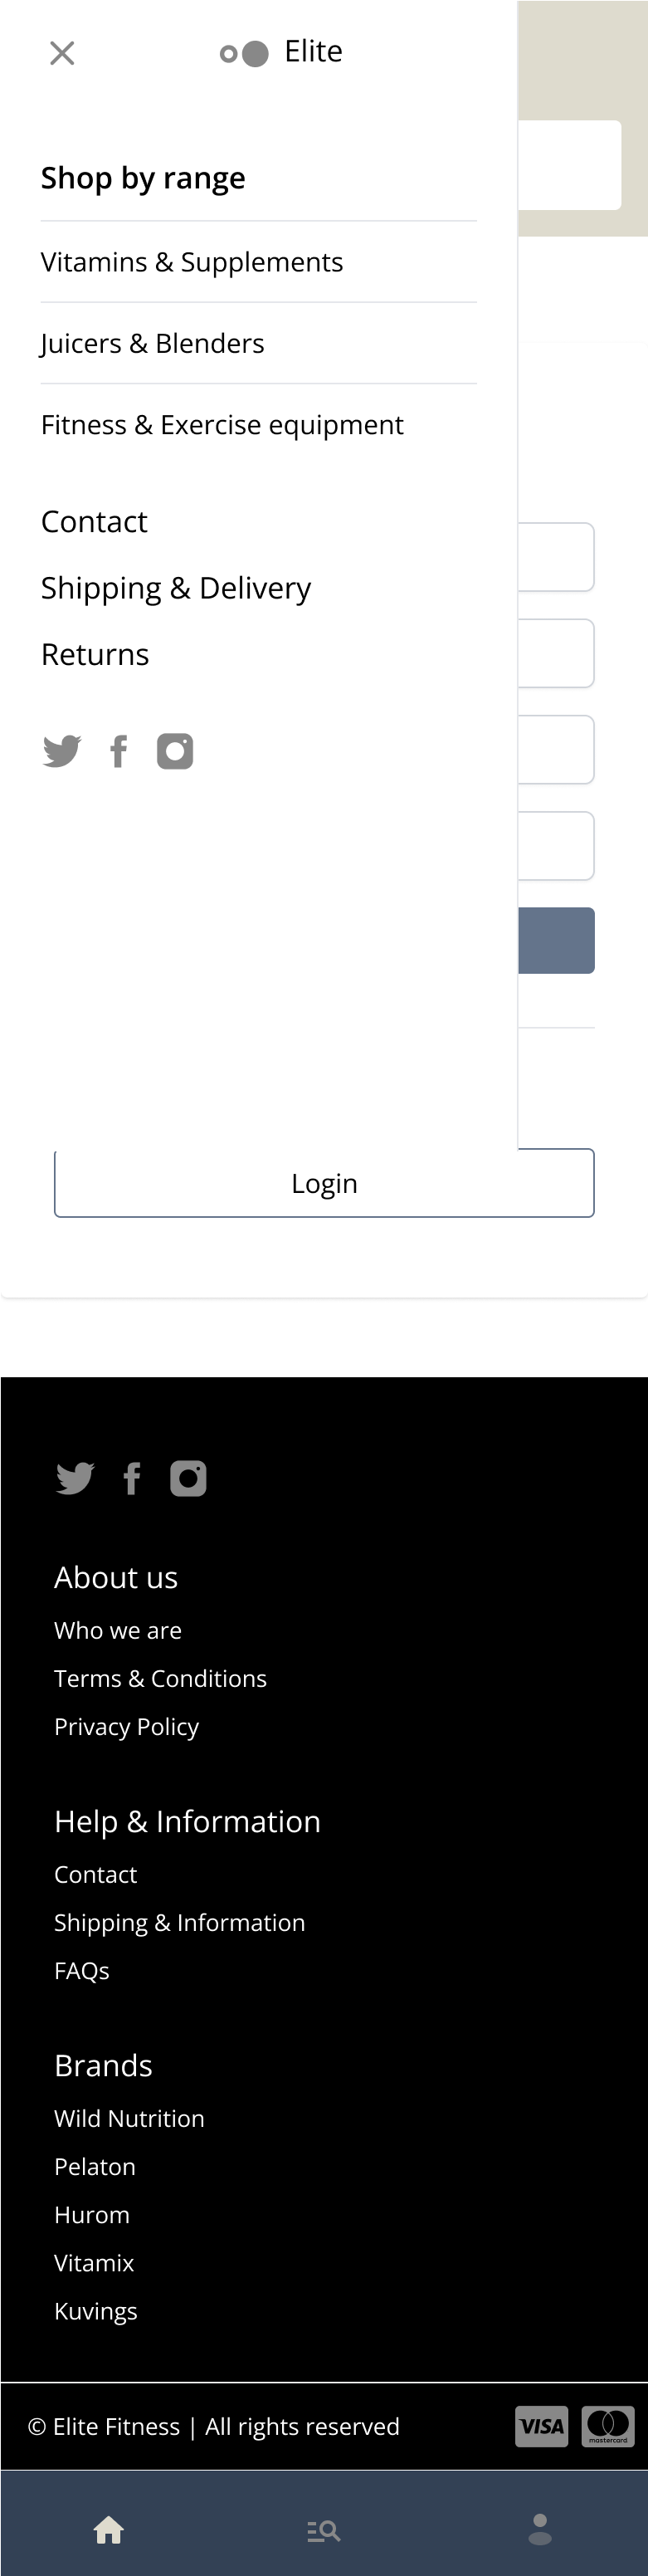 Elite
Shop by range
Vitamins & Supplements
Juicers & Blenders
Fitness & Exercise equipment
Contact
Shipping & Delivery
Returns
Login
About us
Who we are
Terms & Conditions
Privacy Policy
Help & Information
Contact
Shipping & Information
FAQs
Brands
Wild Nutrition
Pelaton
Hurom
Vitamix
Kuvings
© Elite Fitness | All rights reserved
VISA
mastercard